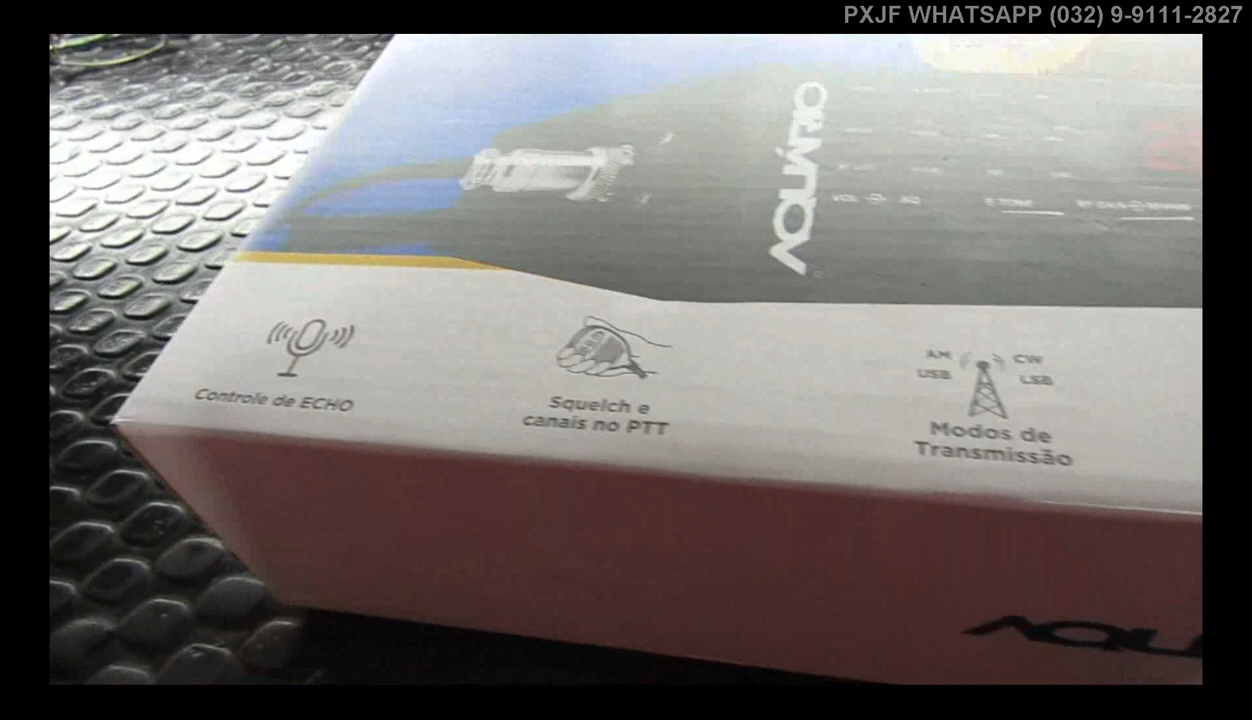 PXJF WHATSAPP (032) 9-9111-2827
AQUÁRIO
Controle de ECHO
Squelch e
canais no PTT
AM
CW
USB
LSB
Modos de
Transmissão